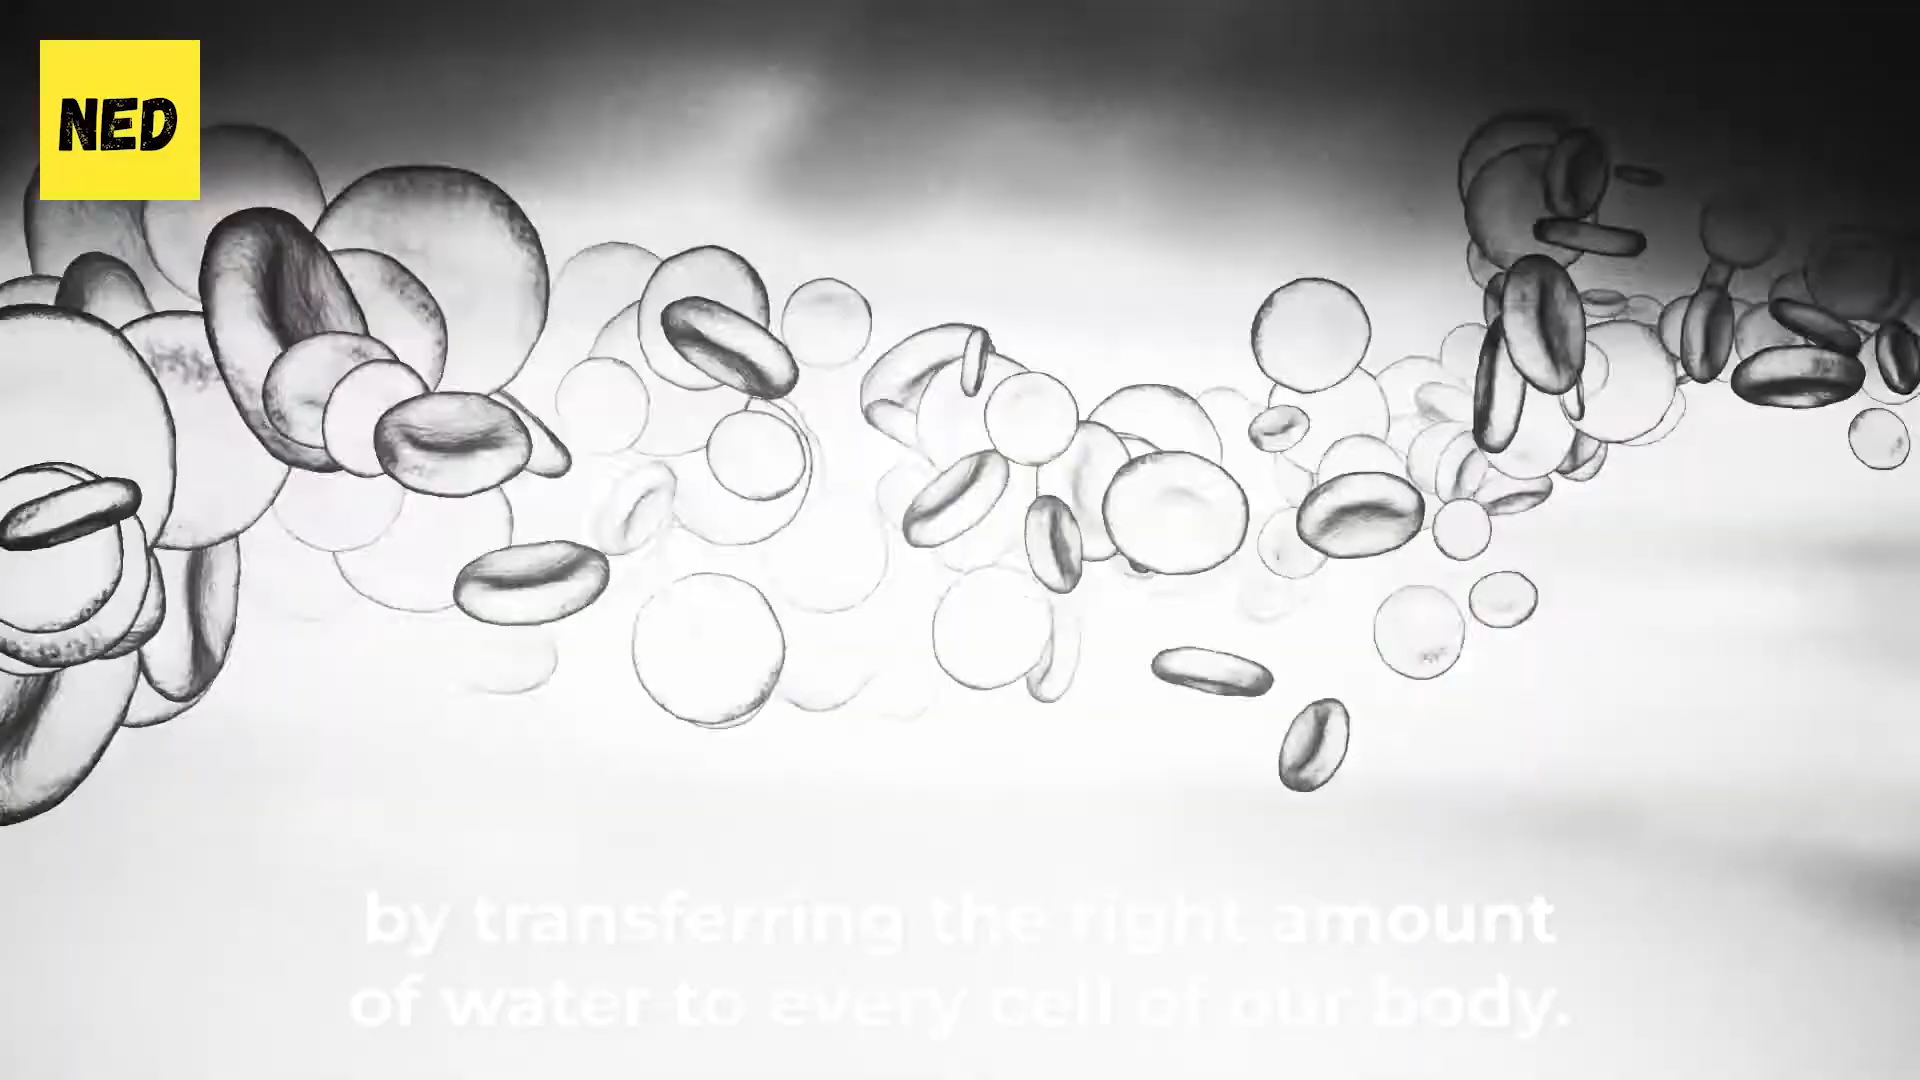 NED
by transferring the right amount
of water to every cell of our body.